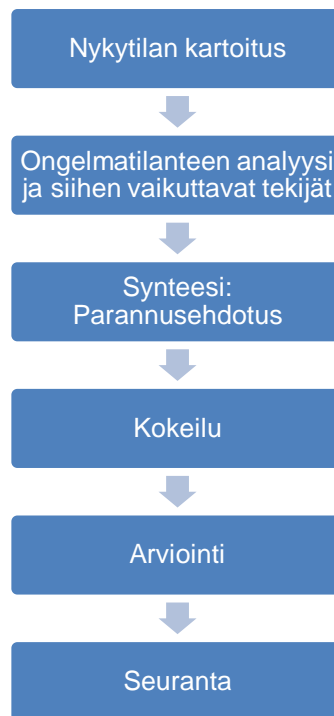 Nykytilan kartoitus
Ongelmatilanteen analyysi
ja siihen vaikuttavat tekijät
Synteesi:
Parannusehdotus
Kokeilu
Arviointi
Seuranta